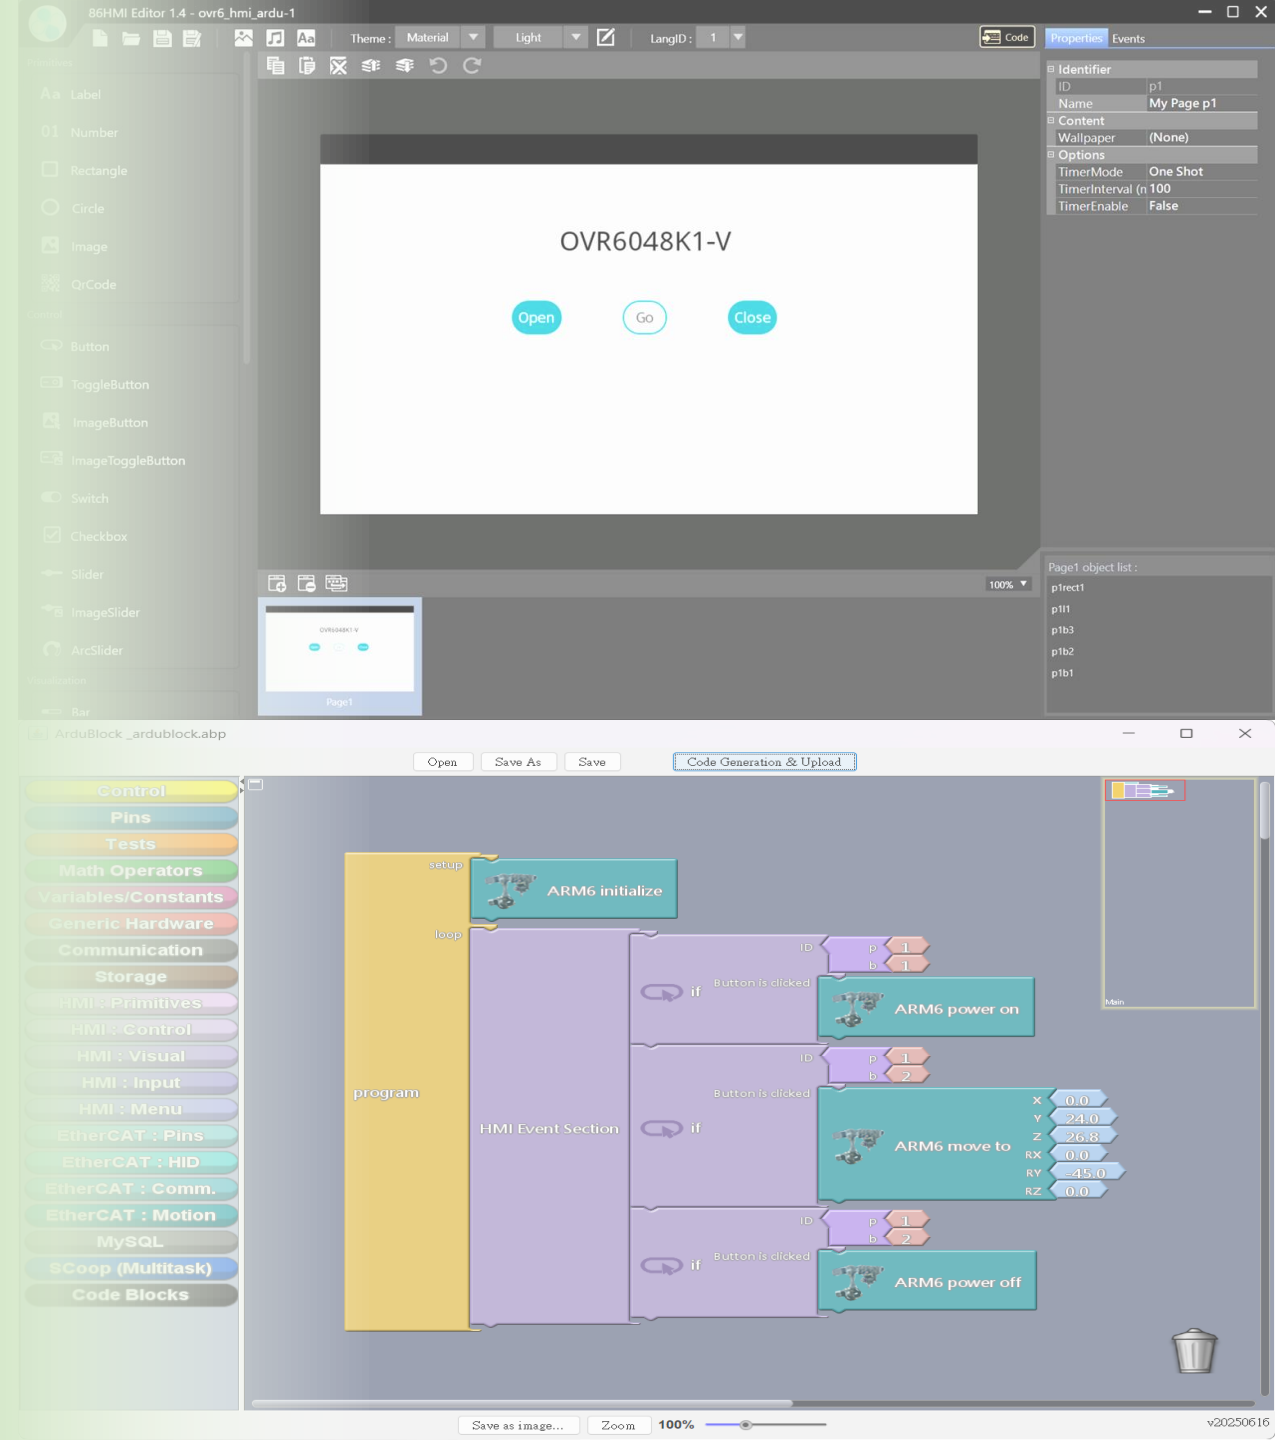 86HMI Editor 1.4 - ovr6_hmi_ardu-1
Aa
Theme :
Material
Light
LangID :
1
Code
Properties
Events
Aa Label
01 Number
Rectangle
Circle
Image
QrCode
Button
ToggleButton
ImageButton
ImageToggleButton
Switch
Checkbox
Slider
ImageSlider
ArcSlider
Visualization
Bar
OVR6048K1-V
Open
Go
Close
Identifier
ID p1
Name My Page p1
Content
Wallpaper (None)
Options
TimerMode One Shot
TimerInterval (n 100
TimerEnable False
100%
OVR6048K1-V
Page1
Page1 object list :
p1rect1
p1l1
p1b3
p1b2
p1b1
ArduBlock _ardublock.abp
Open
Save As
Save
Code Generation & Upload
Control
Pins
Tests
Math Operators
Variables/Constants
Generic Hardware
Communication
Storage
HMI : Primitives
HMI : Control
HMI : Visual
HMI : Input
HMI : Menu
EtherCAT : Pins
EtherCAT : HID
EtherCAT : Comm.
EtherCAT : Motion
MySQL
SCoop (Multitask)
Code Blocks
program
setup
ARM6 initialize
loop
HMI Event Section
if
ID
p 1
b 1
Button is clicked
ARM6 power on
if
ID
p 1
b 2
Button is clicked
ARM6 move to
X 0.0
Y 24.0
Z 26.8
RX 0.0
RY -45.0
RZ 0.0
if
ID
p 1
b 2
Button is clicked
ARM6 power off
Main
Save as image...
Zoom
100%
v20250616